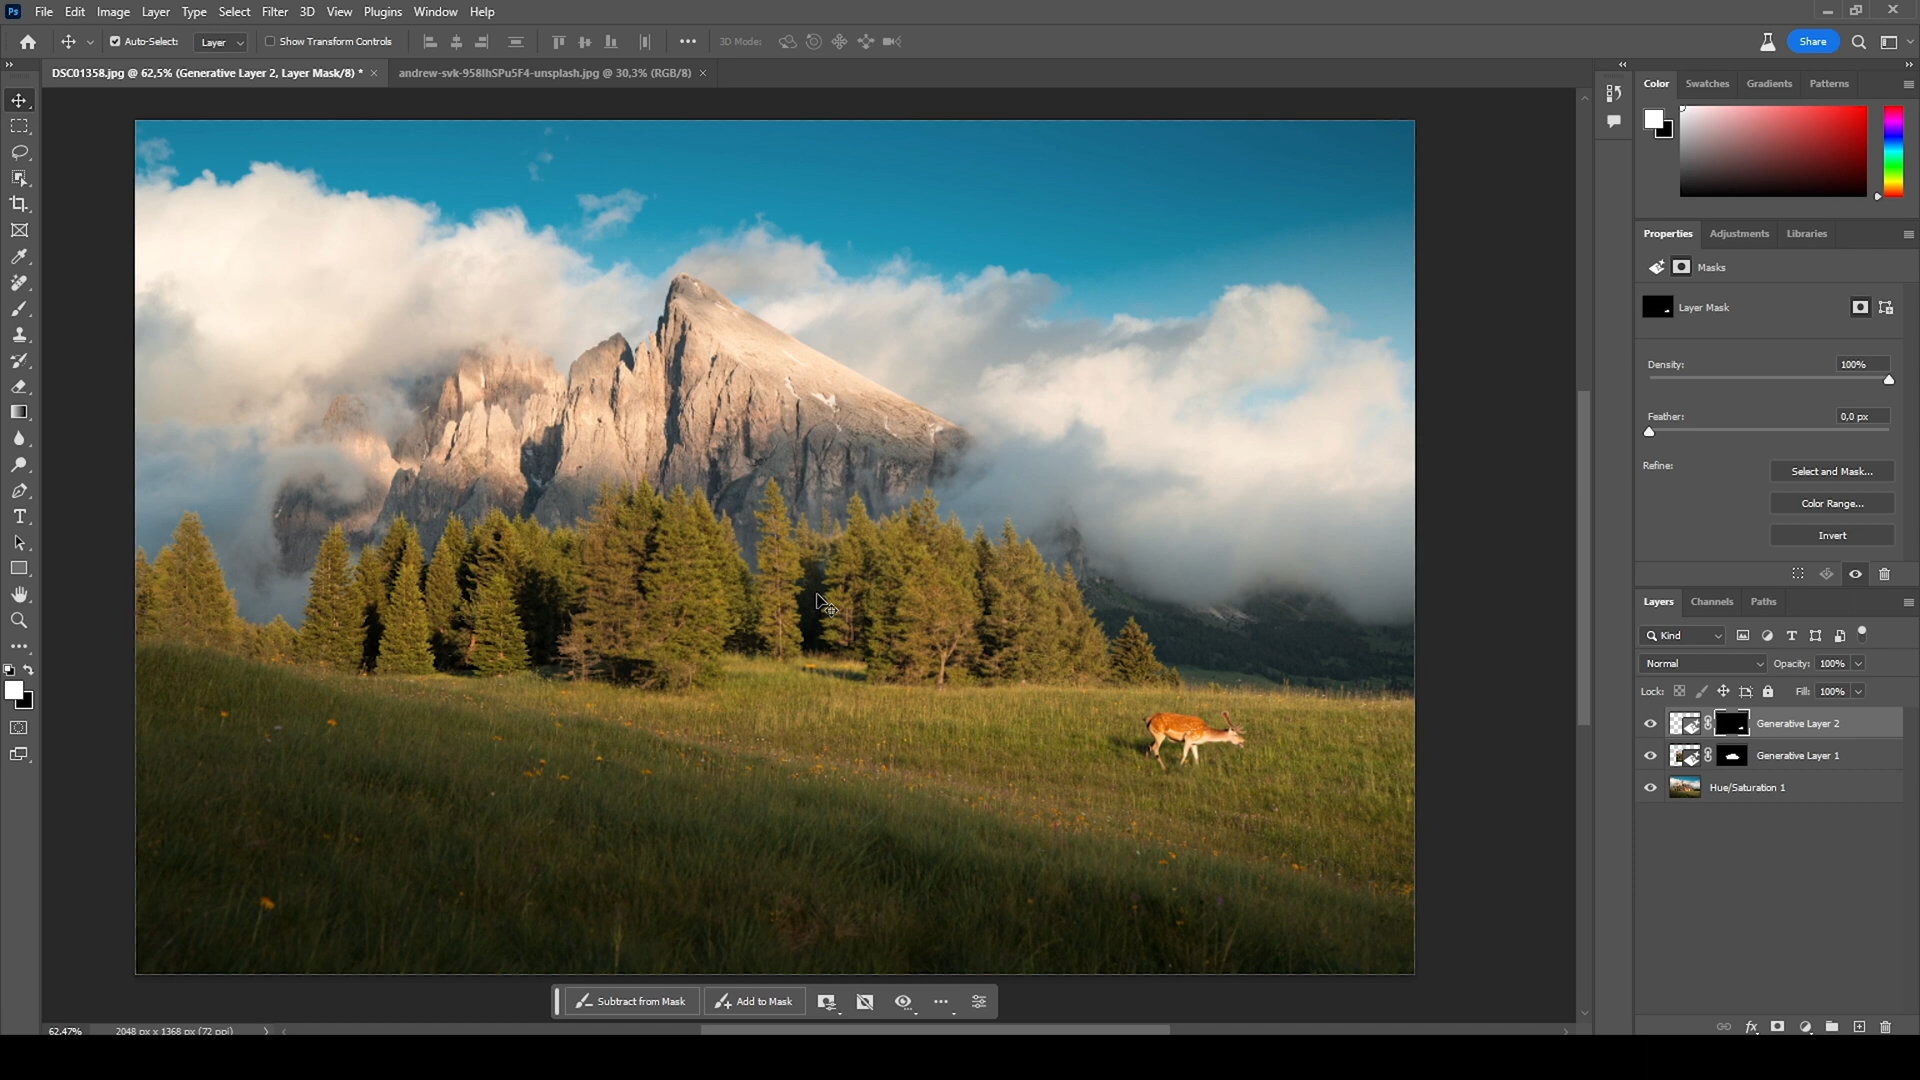 Ps File Edit Image Layer Type Select Filter 3D View Plugins Window Help
Auto-Select: Layer Show Transform Controls 3D Mode: Share
DSC01358.jpg @ 62,5% (Generative Layer 2, Layer Mask/8) * andrew-svk-958lhSPu5F4-unsplash.jpg @ 30,3% (RGB/8)
Color Swatches Gradients Patterns
Properties Adjustments Libraries
Masks
Layer Mask
Density: 100%
Feather: 0,0 px
Refine: Select and Mask...
Color Range...
Invert
Layers Channels Paths
Kind
Normal Opacity: 100%
Lock: Fill: 100%
Generative Layer 2
Generative Layer 1
Hue/Saturation 1
Subtract from Mask Add to Mask
62,47% 2048 px x 1368 px (72 ppi)